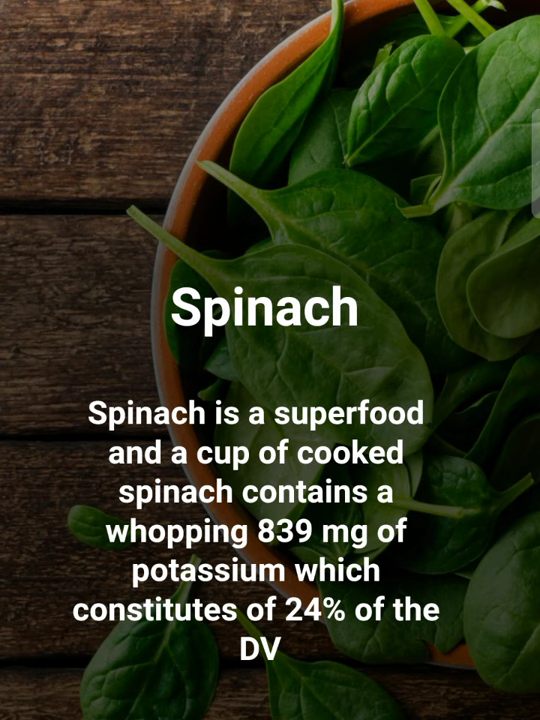 Spinach
Spinach is a superfood
and a cup of cooked
spinach contains a
whopping 839 mg of
potassium which
constitutes of 24% of the
DV